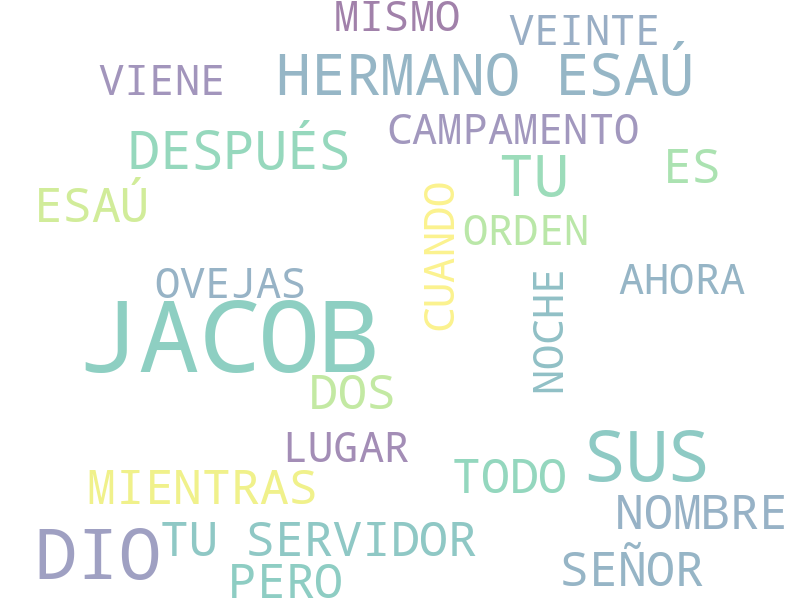 MISMO
VEINTE
VIENE
HERMANO ESAÚ
CAMPAMENTO
DESPUÉS
TU
ES
ESAÚ
CUANDO
ORDEN
OVEJAS
NOCHE
AHORA
JACOB
DOS
LUGAR
SUS
TODO
MIENTRAS
NOMBRE
DIO
TU SERVIDOR
SEÑOR
PERO